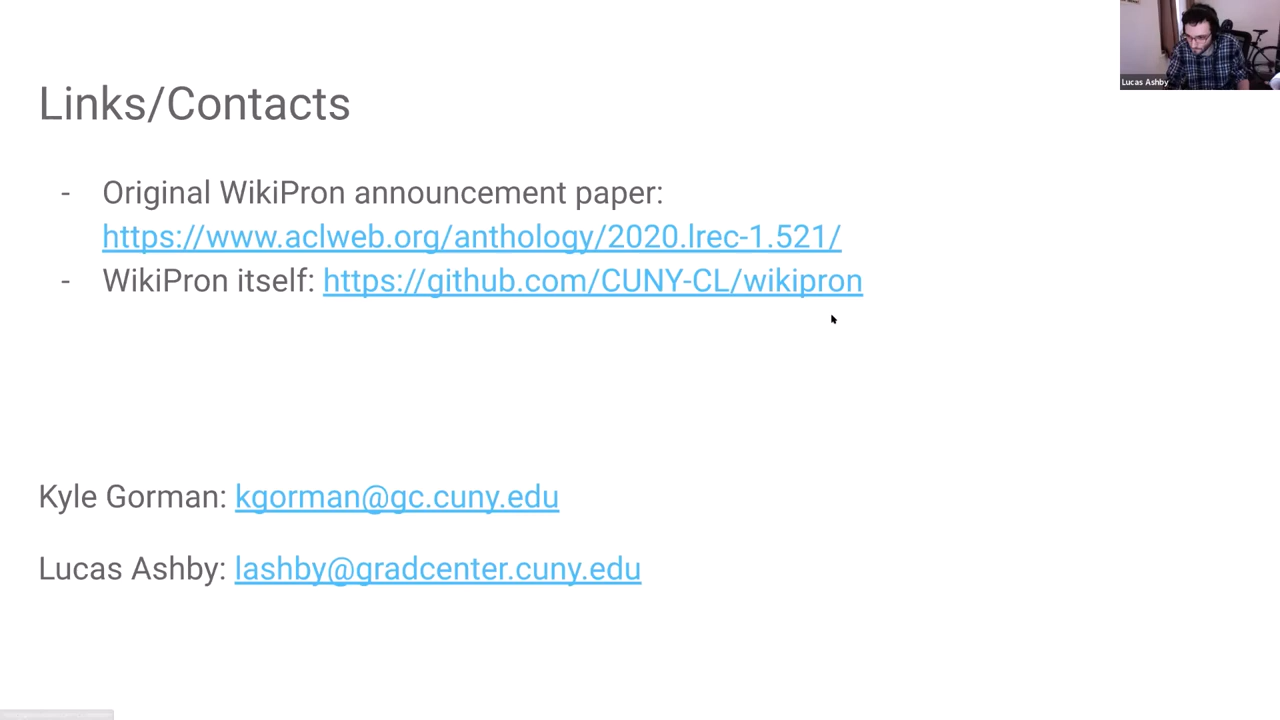 Lucas Ashby
Links/Contacts
- Original WikiPron announcement paper:
https://www.aclweb.org/anthology/2020.lrec-1.521/
- WikiPron itself: https://github.com/CUNY-CL/wikipron
Kyle Gorman: kgorman@gc.cuny.edu
Lucas Ashby: lashby@gradcenter.cuny.edu